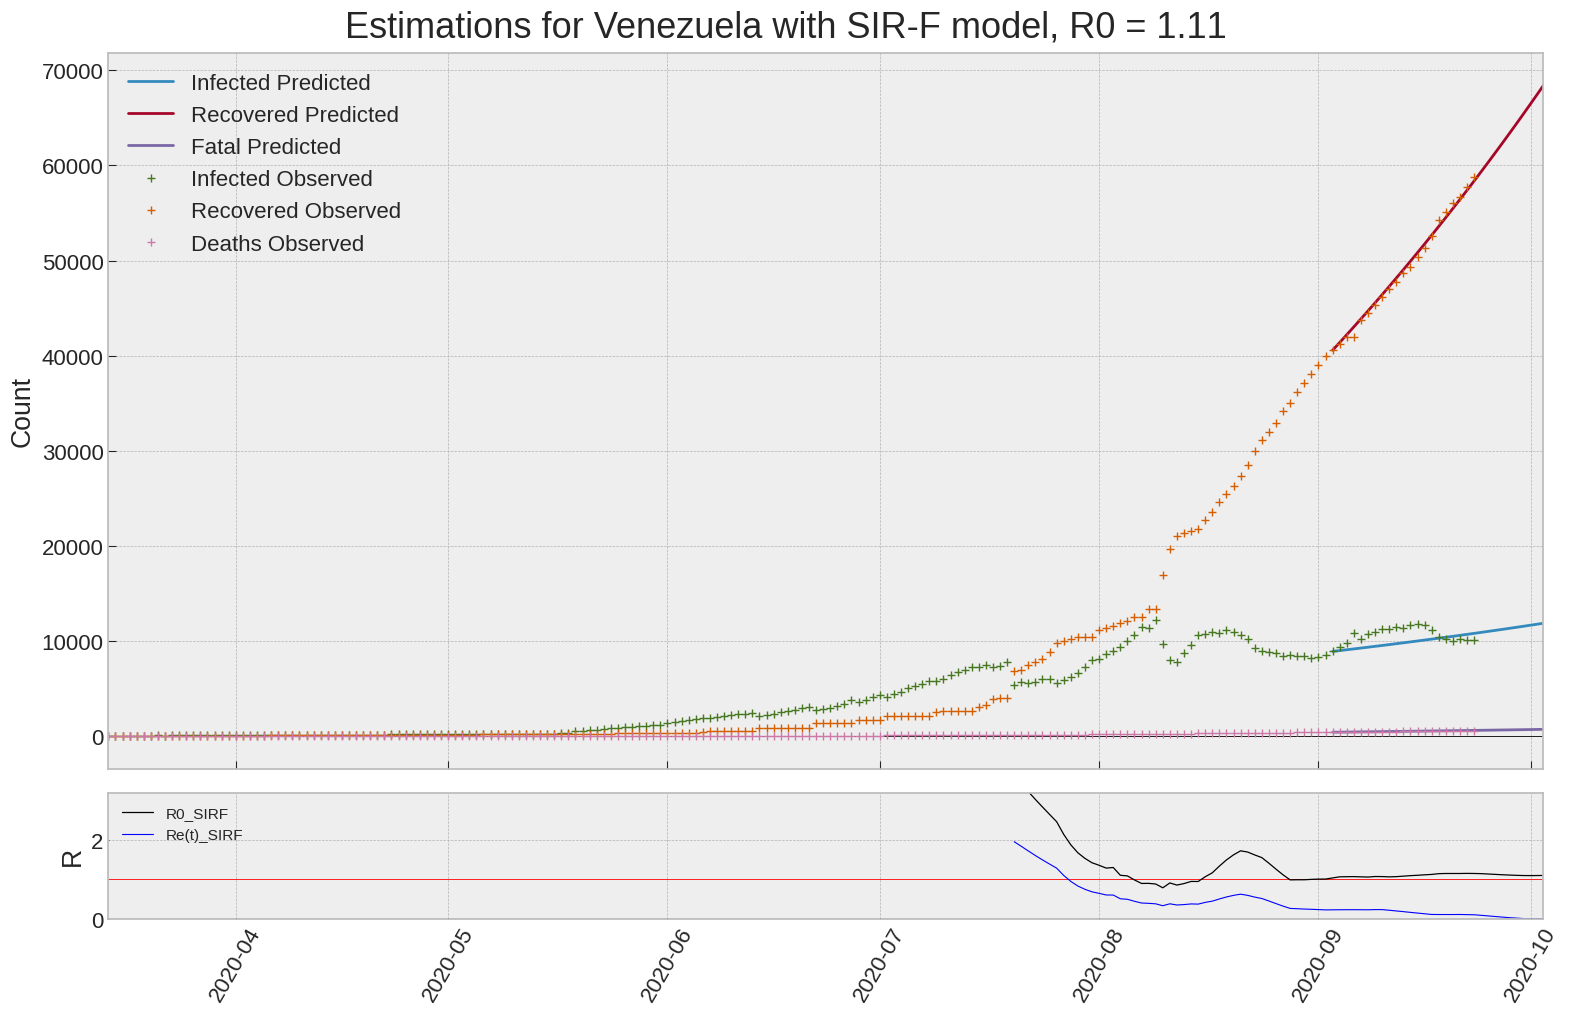 Estimations for Venezuela with SIR-F model, R0 = 1.11
70000
60000
50000
40000
30000
20000
10000
0
Count
Infected Predicted
Recovered Predicted
Fatal Predicted
Infected Observed
Recovered Observed
Deaths Observed
R0_SIRF
Re(t)_SIRF
2
0
R
2020-04
2020-05
2020-06
2020-07
2020-08
2020-09
2020-10